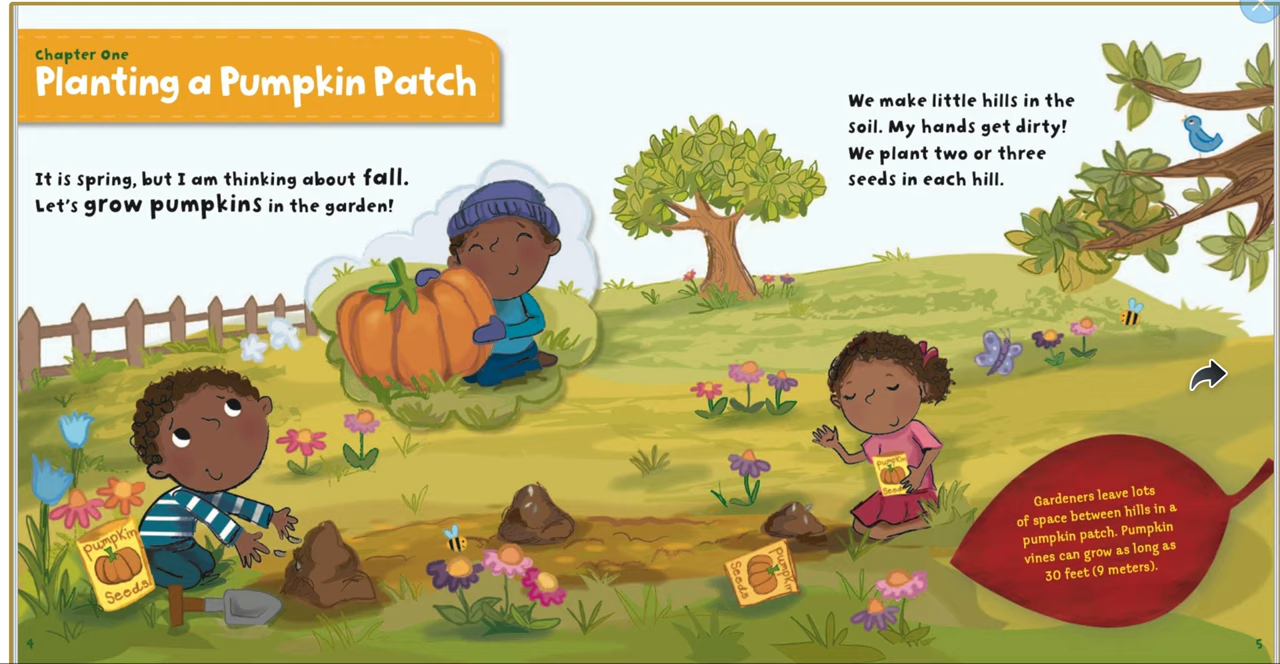 Chapter One
Planting a Pumpkin Patch
It is spring, but I am thinking about fall.
Let's grow pumpkins in the garden!
We make little hills in the
soil. My hands get dirty!
We plant two or three
seeds in each hill.
Pumpkin
Seeds
Pumpkin
Seeds
Pumpkin
Seeds
Gardeners leave lots
of space between hills in a
pumpkin patch. Pumpkin
vines can grow as long as
30 feet (9 meters).
4
5